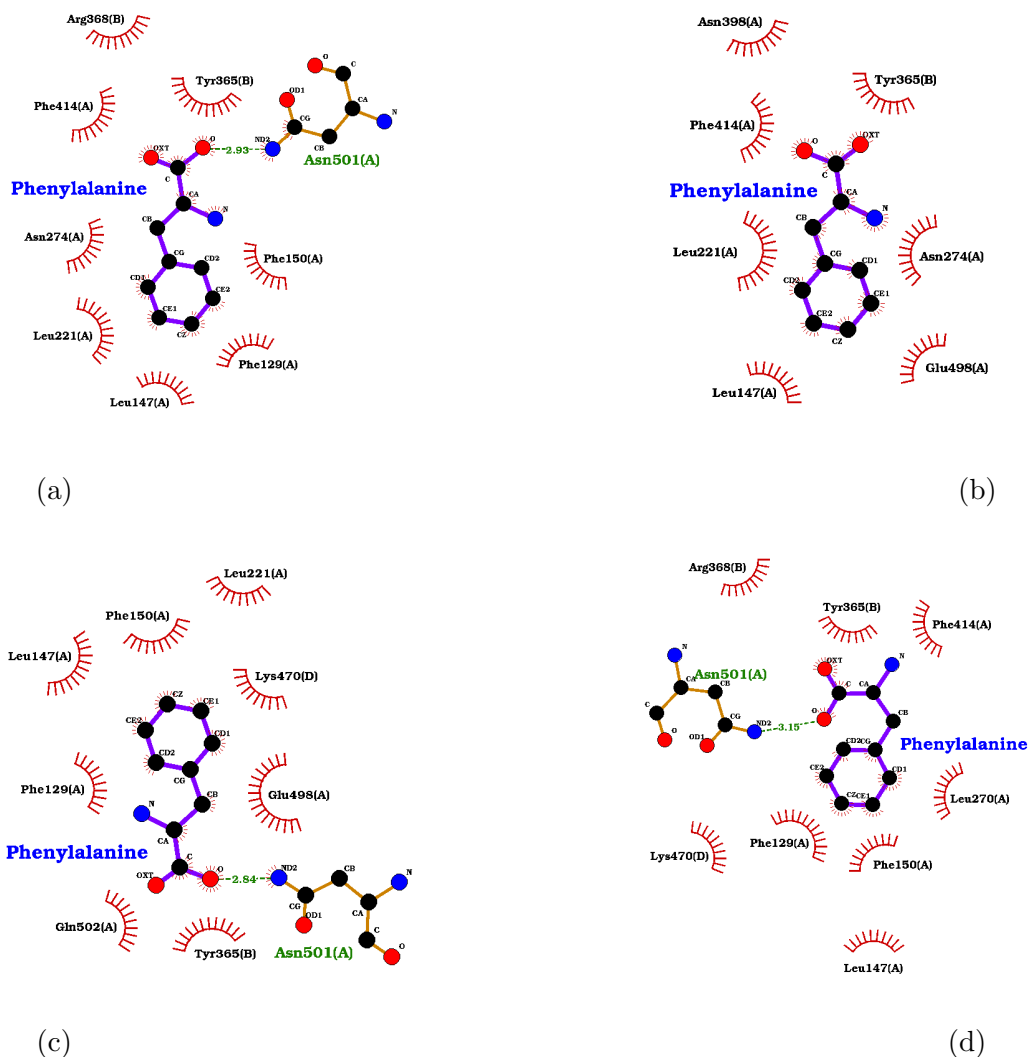 Arg368(B)
O
C
Tyr365(B)
OD1
Phe414(A)
CG
CA
N
ND2
CB
O
OXT
2.93
Asn501(A)
C
Phenylalanine
CA
N
CB
Asn274(A)
CG
CD2
Phe150(A)
CD1
CE2
CE1
CZ
Leu221(A)
Phe129(A)
Leu147(A)
(a)
Asn398(A)
Tyr365(B)
Phe414(A)
O
OXT
C
Phenylalanine
CA
N
CB
Leu221(A)
CG
CD1
Asn274(A)
CD2
CE1
CE2
CZ
Glu498(A)
Leu147(A)
(b)
Leu221(A)
Phe150(A)
Leu147(A)
Lys470(D)
CZ
CE1
CE2
CD1
CD2
CG
Phe129(A)
Glu498(A)
N
CB
CA
Phenylalanine
C
O
OXT
2.84
ND2
CB
N
CG
CA
OD1
C
O
Gln502(A)
Tyr365(B)
Asn501(A)
(c)
Arg368(B)
Tyr365(B)
Phe414(A)
N
Asn501(A)
OXT
C
CA
N
CA
CB
C
O
CB
CG
ND2
3.15
O
OD1
Phenylalanine
CD2
CG
CE2
CD1
CZ
CE1
Leu270(A)
Lys470(D)
Phe129(A)
Phe150(A)
Leu147(A)
(d)